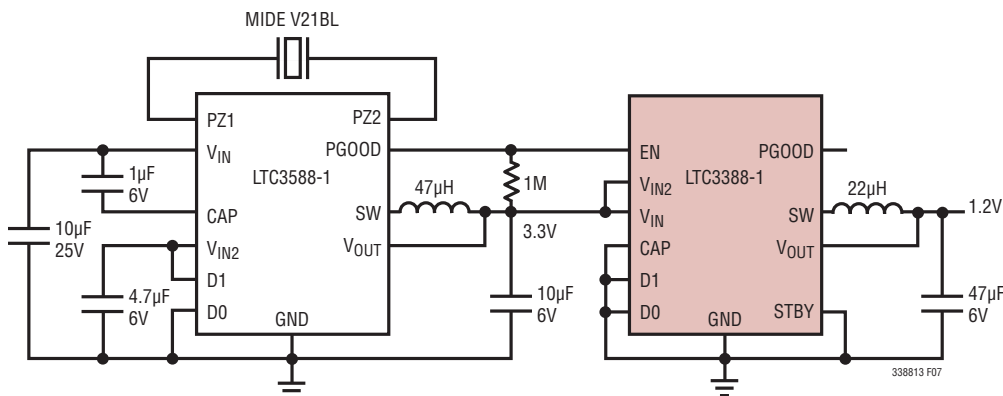 MIDE V21BL
PZ1
PZ2
VIN
PGOOD
LTC3588-1
1µF
6V
CAP
SW
47µH
1M
10µF
25V
VIN2
VOUT
3.3V
D1
4.7µF
6V
D0
GND
10µF
6V
EN
PGOOD
VIN2
LTC3388-1
22µH
VIN
SW
1.2V
CAP
VOUT
D1
D0
GND
STBY
47µF
6V
338813 F07